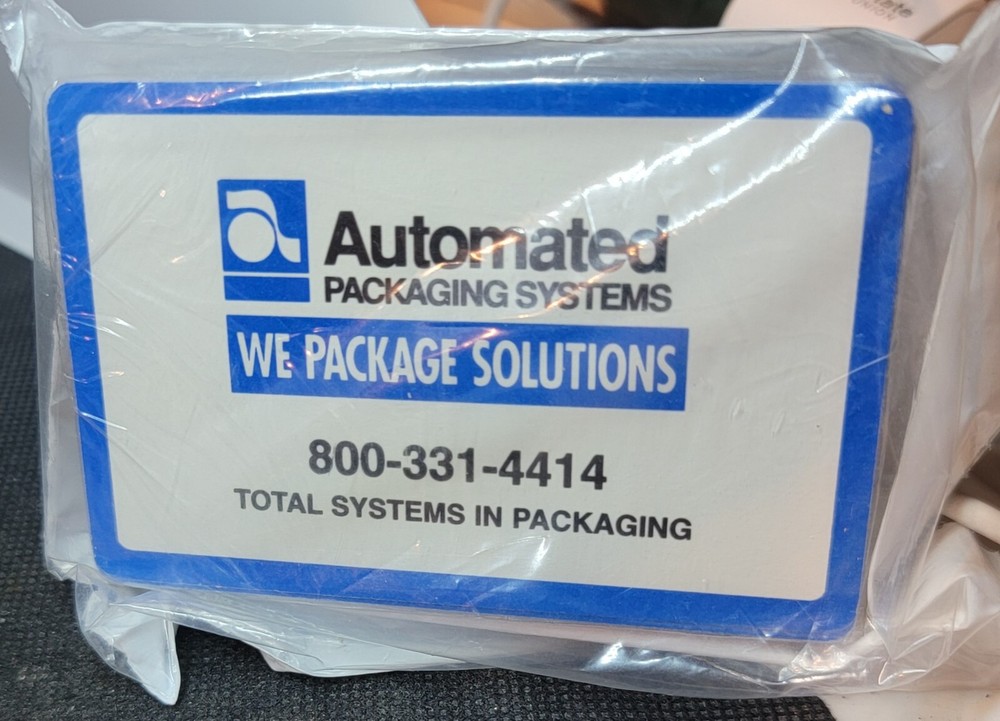 a
Automated
PACKAGING SYSTEMS
WE PACKAGE SOLUTIONS
800-331-4414
TOTAL SYSTEMS IN PACKAGING